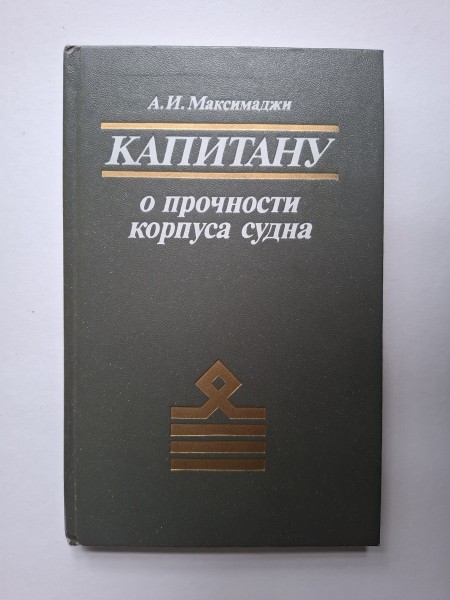 А.И. Максимаджи
КАПИТАНУ
о прочности
корпуса судна